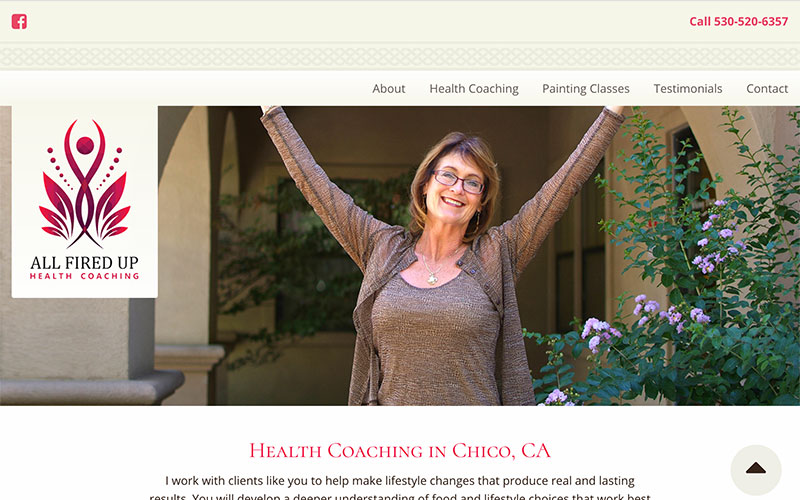 Call 530-520-6357
About Health Coaching Painting Classes Testimonials Contact
ALL FIRED UP
HEALTH COACHING
Health Coaching in Chico, CA
I work with clients like you to help make lifestyle changes that produce real and lasting
results. You will develop a deeper understanding of food and lifestyle choices that work best